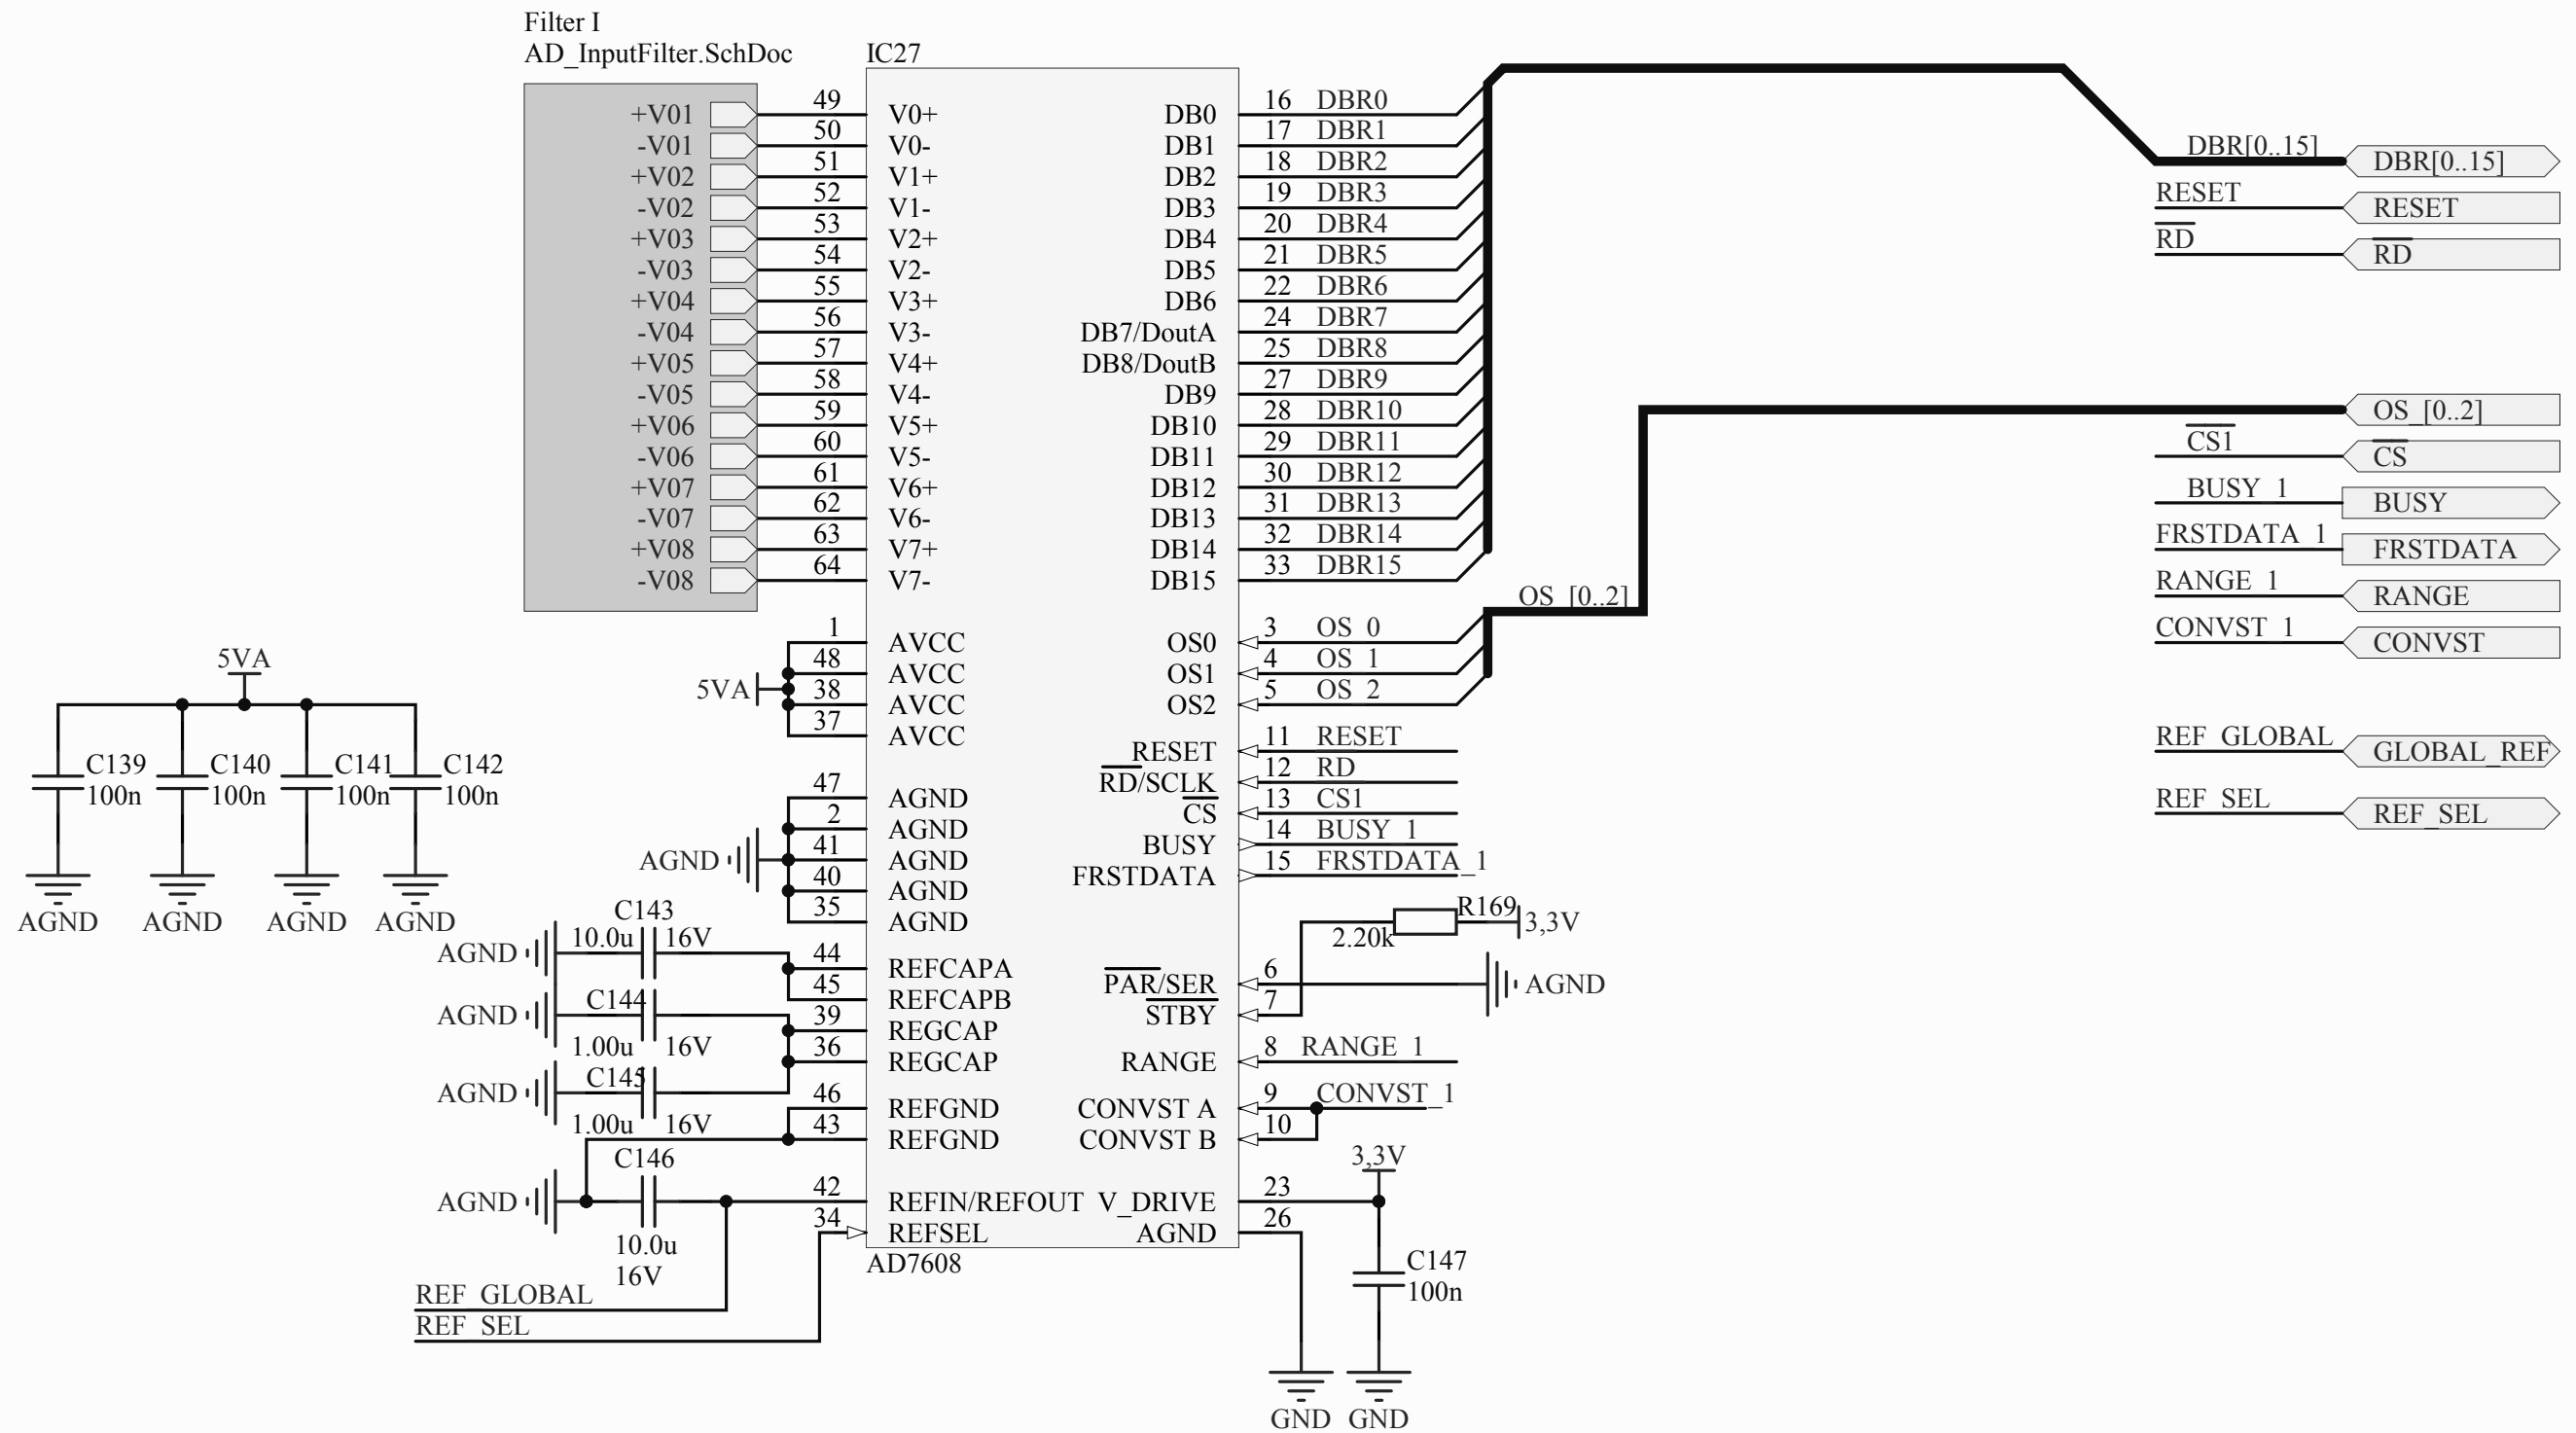 Filter I
AD_InputFilter.SchDoc
+V01
-V01
+V02
-V02
+V03
-V03
+V04
-V04
+V05
-V05
+V06
-V06
+V07
-V07
+V08
-V08
IC27
49 V0+
50 V0-
51 V1+
52 V1-
53 V2+
54 V2-
55 V3+
56 V3-
57 V4+
58 V4-
59 V5+
60 V5-
61 V6+
62 V6-
63 V7+
64 V7-
1 AVCC
48 AVCC
38 AVCC
37 AVCC
5VA
47 AGND
2 AGND
41 AGND
40 AGND
35 AGND
AGND
44 REFCAPA
45 REFCAPB
39 REGCAP
36 REGCAP
46 REFGND
43 REFGND
42 REFIN/REFOUT
34 REFSEL
AD7608
DB0 16 DBR0
DB1 17 DBR1
DB2 18 DBR2
DB3 19 DBR3
DB4 20 DBR4
DB5 21 DBR5
DB6 22 DBR6
DB7/DoutA 24 DBR7
DB8/DoutB 25 DBR8
DB9 27 DBR9
DB10 28 DBR10
DB11 29 DBR11
DB12 30 DBR12
DB13 31 DBR13
DB14 32 DBR14
DB15 33 DBR15
OS_[0..2]
OS0 3 OS_0
OS1 4 OS_1
OS2 5 OS_2
RESET 11 RESET
RD/SCLK 12 RD
CS 13 CS1
BUSY 14 BUSY_1
FRSTDATA 15 FRSTDATA_1
R169
2.20k
3,3V
PAR/SER 6
AGND
STBY 7
RANGE 8 RANGE_1
CONVST A 9 CONVST_1
CONVST B 10
3,3V
V_DRIVE 23
AGND 26
C147
100n
GND
GND
5VA
C139
100n
C140
100n
C141
100n
C142
100n
AGND
AGND
AGND
AGND
C143
AGND 10.0u 16V
C144
AGND
1.00u 16V
C145
AGND
1.00u 16V
C146
AGND
10.0u
16V
REF_GLOBAL
REF_SEL
DBR[0..15] DBR[0..15]
RESET RESET
RD RD
OS_[0..2]
CS1 CS
BUSY_1 BUSY
FRSTDATA_1 FRSTDATA
RANGE_1 RANGE
CONVST_1 CONVST
REF_GLOBAL GLOBAL_REF
REF_SEL REF_SEL